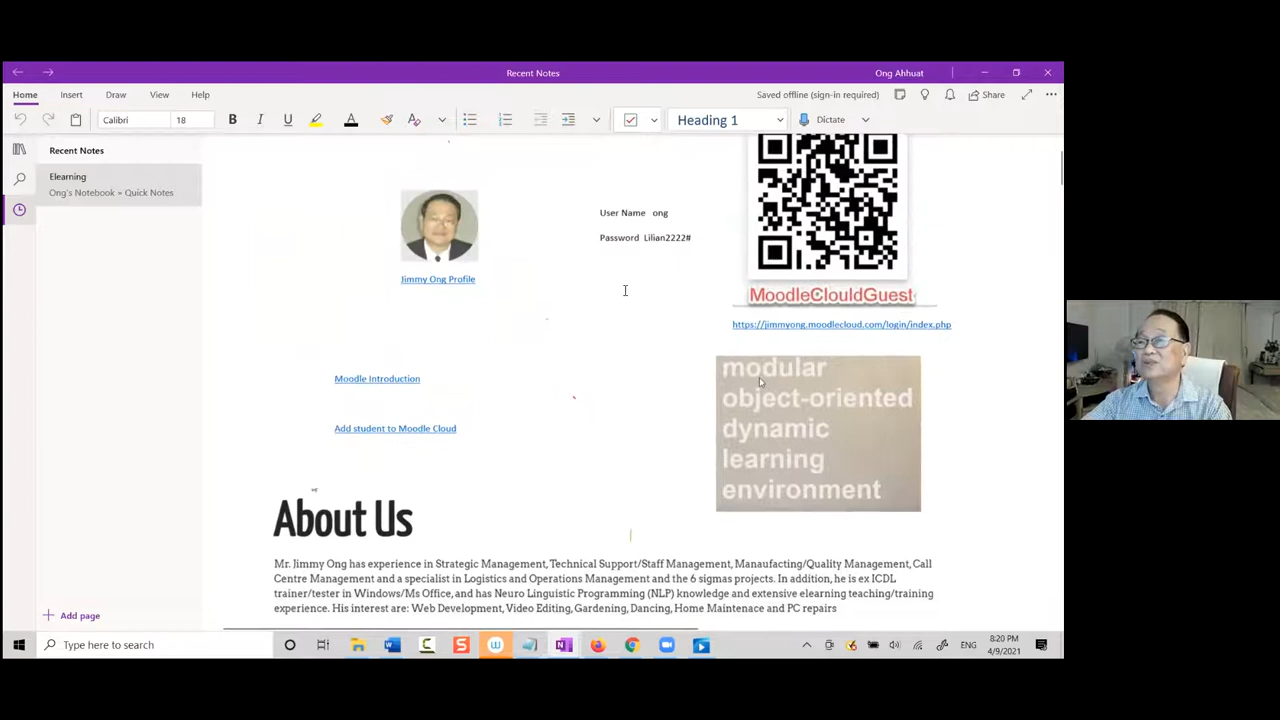 Recent Notes
Ong Ahhuat
Home Insert Draw View Help
Saved offline (sign-in required)
Share
Calibri 18
B I U A
Heading 1
Dictate
Recent Notes
Elearning
Ong's Notebook » Quick Notes
User Name ong
Password Lilian2222#
Jimmy Ong Profile
MoodleClouldGuest
https://jimmyong.moodlecloud.com/login/index.php
modular
object-oriented
dynamic
learning
environment
Moodle Introduction
Add student to Moodle Cloud
About Us
Mr. Jimmy Ong has experience in Strategic Management, Technical Support/Staff Management, Manaufacting/Quality Management, Call
Centre Management and a specialist in Logistics and Operations Management and the 6 sigmas projects. In addition, he is ex ICDL
trainer/tester in Windows/Ms Office, and has Neuro Linguistic Programming (NLP) knowledge and extensive elearning teaching/training
experience. His interest are: Web Development, Video Editing, Gardening, Dancing, Home Maintenace and PC repairs
Add page
Type here to search
ENG
8:20 PM
4/9/2021